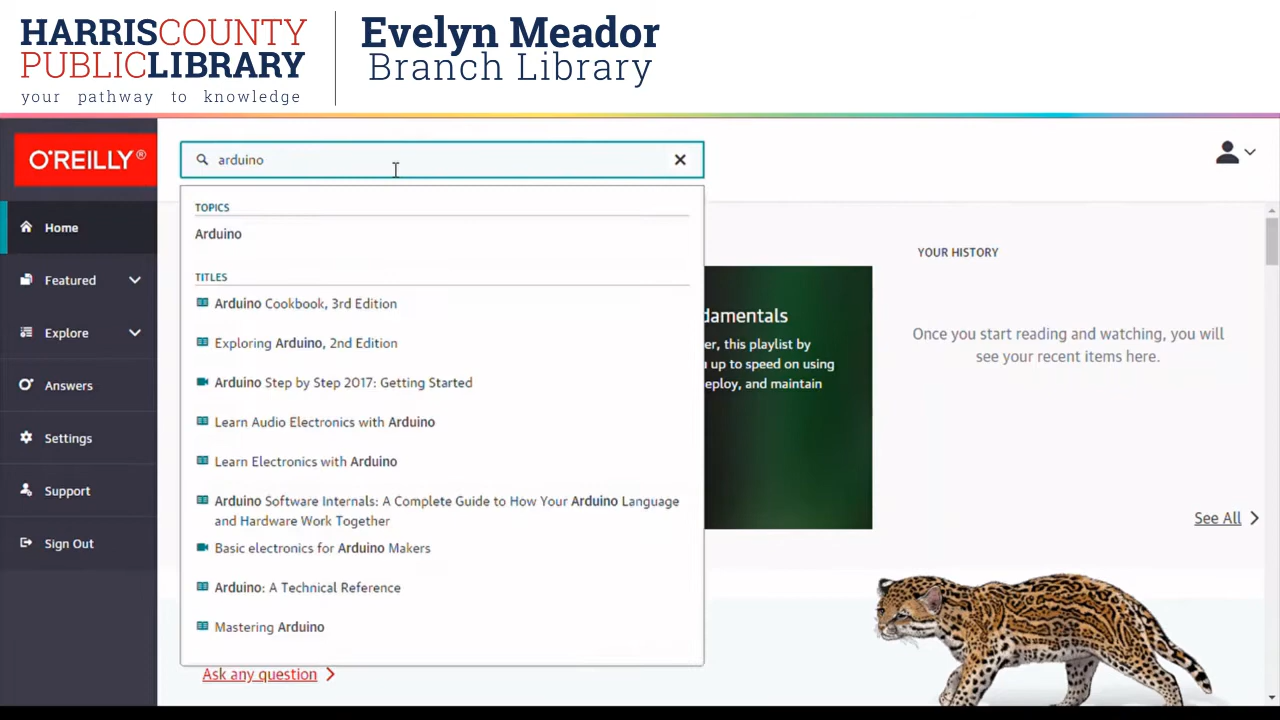 HARRISCOUNTY
PUBLICLIBRARY
your pathway to knowledge
Evelyn Meador
Branch Library
O'REILLY®
arduino
Home
Featured
Explore
Answers
Settings
Support
Sign Out
TOPICS
Arduino
TITLES
Arduino Cookbook, 3rd Edition
Exploring Arduino, 2nd Edition
Arduino Step by Step 2017: Getting Started
Learn Audio Electronics with Arduino
Learn Electronics with Arduino
Arduino Software Internals: A Complete Guide to How Your Arduino Language
and Hardware Work Together
Basic electronics for Arduino Makers
Arduino: A Technical Reference
Mastering Arduino
damentals
er, this playlist by
up to speed on using
eploy, and maintain
YOUR HISTORY
Once you start reading and watching, you will
see your recent items here.
See All
Ask any question